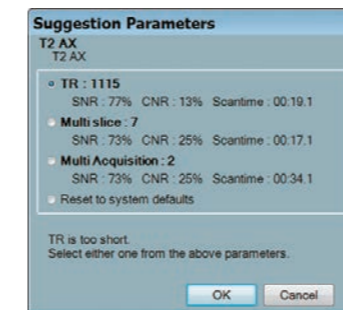 Suggestion Parameters
T2 AX
T2 AX
TR : 1115
SNR : 77% CNR : 13% Scantime : 00:19.1
Multi slice : 7
SNR : 73% CNR : 25% Scantime : 00:17.1
Multi Acquisition : 2
SNR : 73% CNR : 25% Scantime : 00:34.1
Reset to system defaults
TR is too short.
Select either one from the above parameters.
OK Cancel